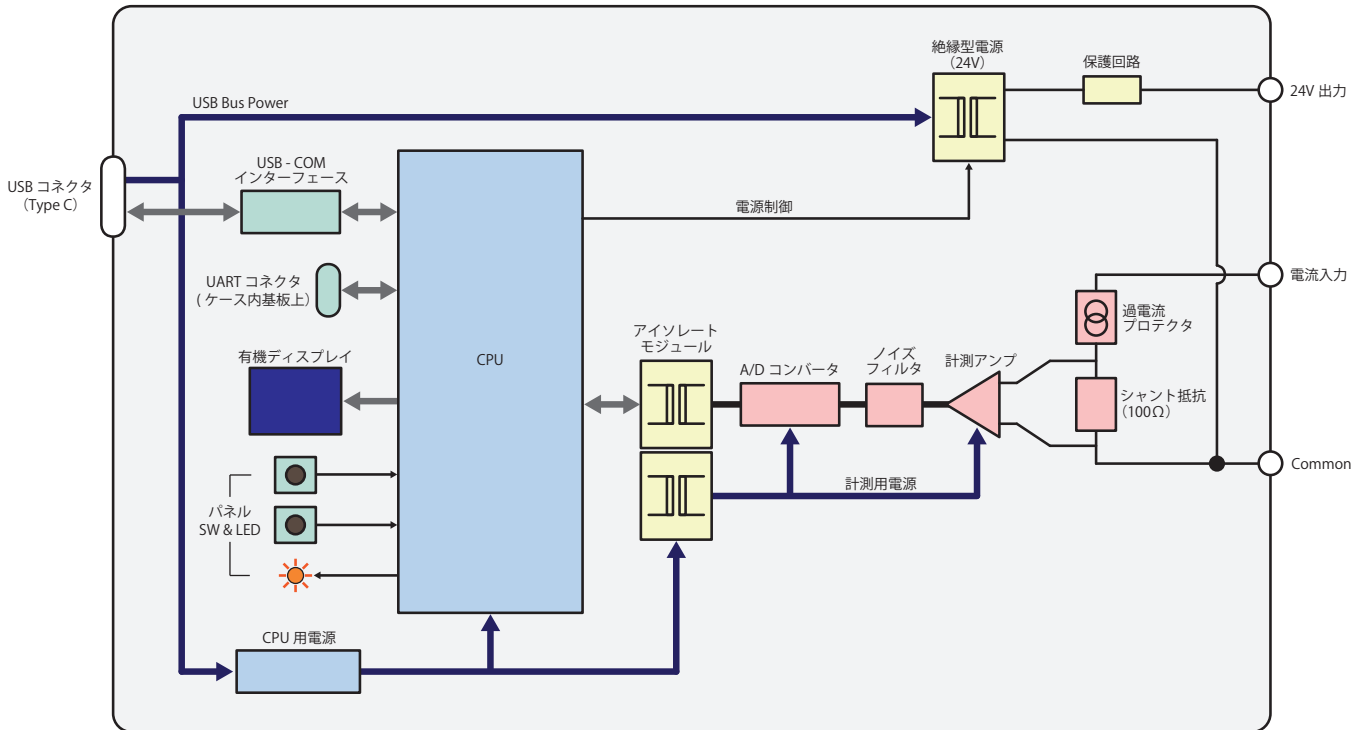 絶縁型電源
（24V）
保護回路
24V 出力
USB Bus Power
USB コネクタ
（Type C）
USB - COM
インターフェース
電源制御
UART コネクタ
( ケース内基板上）
電流入力
過電流
プロテクタ
有機ディスプレイ
CPU
アイソレート
モジュール
A/D コンバータ
ノイズ
フィルタ
計測アンプ
シャント抵抗
（100Ω）
Common
計測用電源
パネル
SW & LED
CPU 用電源